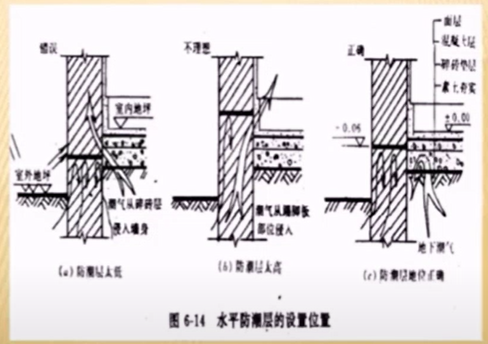 错误
室内地坪
室外地坪
潮气从碎砖层
侵入墙身
(a)防潮层太低
不理想
潮气从踢脚板
部位侵入
(b)防潮层太高
正确
面层
混凝土层
碎砖垫层
素土夯实
±0.00
-0.06
地下潮气
(c)防潮层地位正确
图 6-14 水平防潮层的设置位置